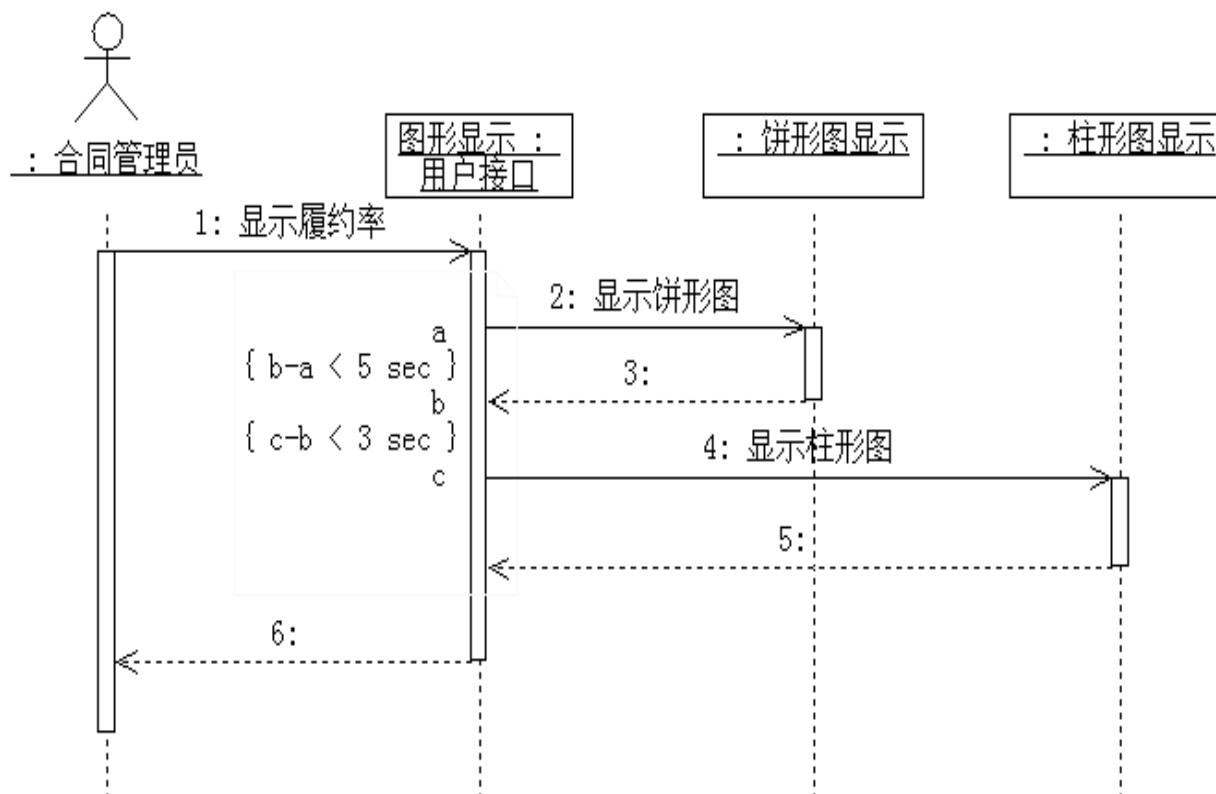 : 合同管理员
图形显示 :
用户接口
: 饼形图显示
: 柱形图显示
1: 显示履约率
2: 显示饼形图
a
{ b-a < 5 sec }
3:
b
{ c-b < 3 sec }
4: 显示柱形图
c
5:
6: